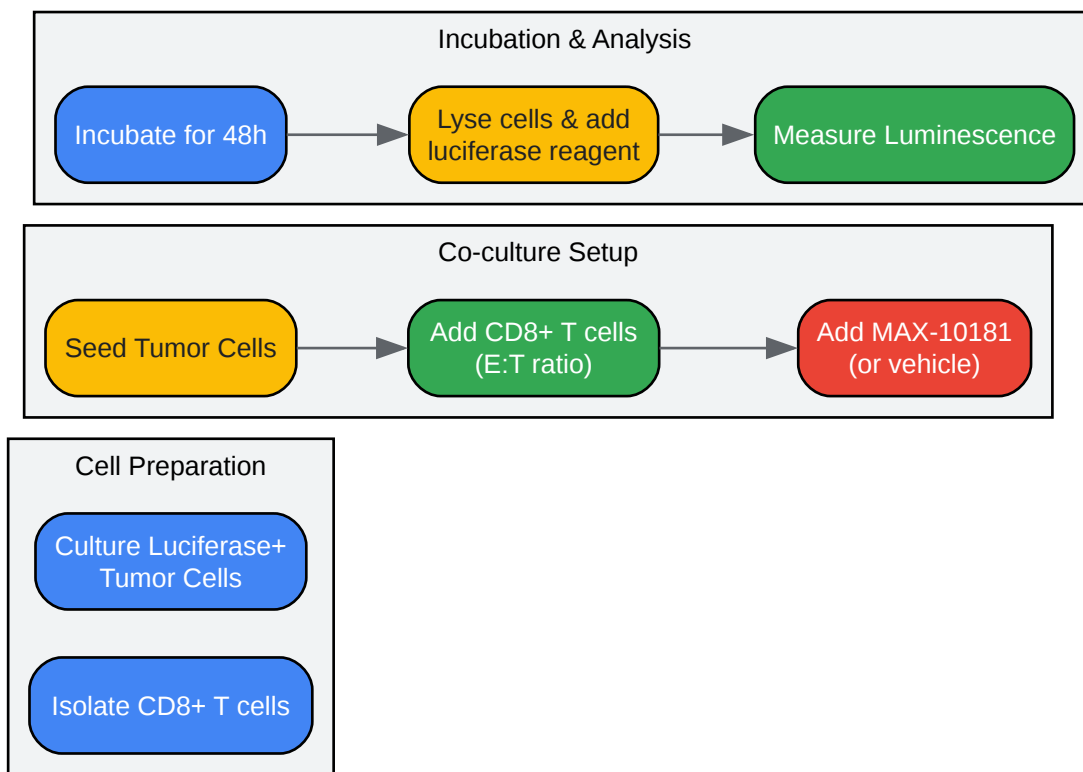 Incubation & Analysis
Incubate for 48h
Lyse cells & add
luciferase reagent
Measure Luminescence
Co-culture Setup
Seed Tumor Cells
Add CD8+ T cells
(E:T ratio)
Add MAX-10181
(or vehicle)
Cell Preparation
Culture Luciferase+
Tumor Cells
Isolate CD8+ T cells